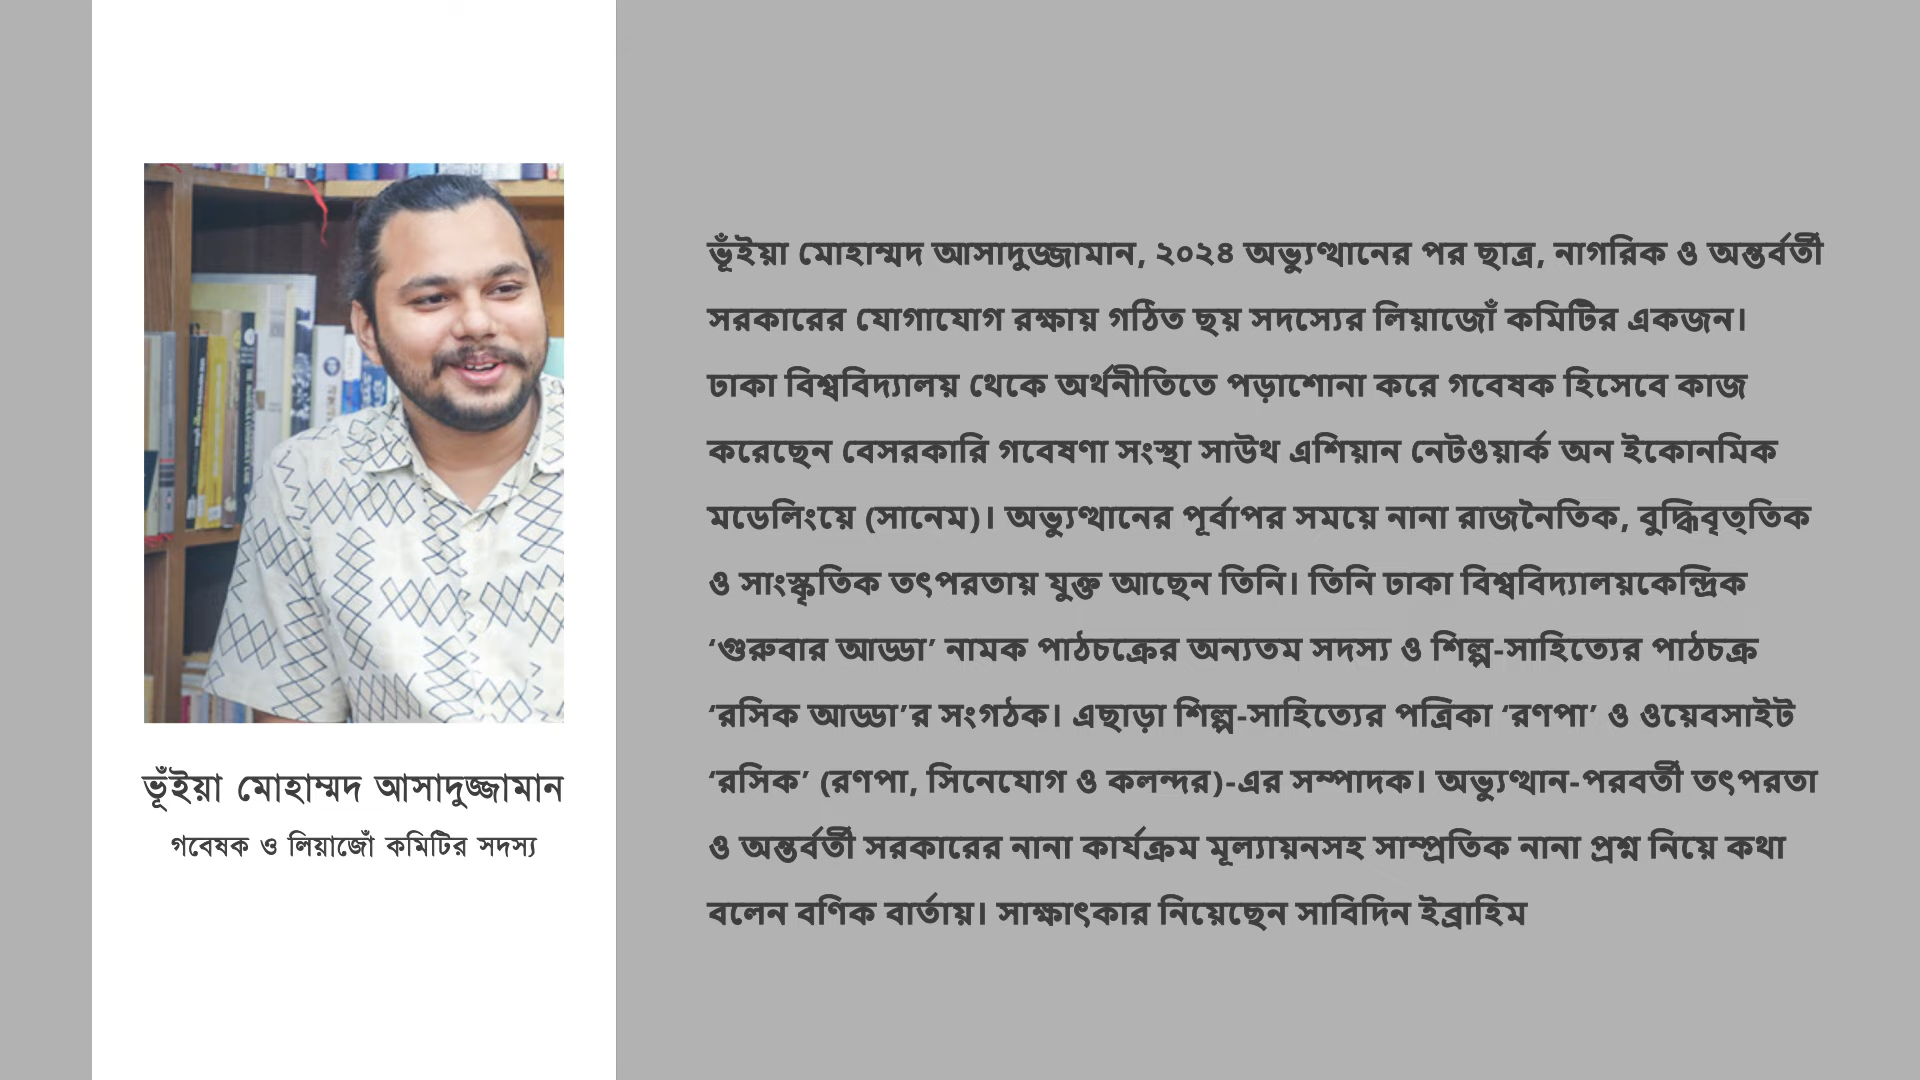 ভূঁইয়া মোহাম্মদ আসাদুজ্জামান
গবেষক ও লিয়াজোঁ কমিটির সদস্য
ভূঁইয়া মোহাম্মদ আসাদুজ্জামান, ২০২৪ অভ্যুত্থানের পর ছাত্র, নাগরিক ও অন্তর্বর্তী
সরকারের যোগাযোগ রক্ষায় গঠিত ছয় সদস্যের লিয়াজোঁ কমিটির একজন।
ঢাকা বিশ্ববিদ্যালয় থেকে অর্থনীতিতে পড়াশোনা করে গবেষক হিসেবে কাজ
করেছেন বেসরকারি গবেষণা সংস্থা সাউথ এশিয়ান নেটওয়ার্ক অন ইকোনমিক
মডেলিংয়ে (সানেম)। অভ্যুত্থানের পূর্বাপর সময়ে নানা রাজনৈতিক, বুদ্ধিবৃত্তিক
ও সাংস্কৃতিক তৎপরতায় যুক্ত আছেন তিনি। তিনি ঢাকা বিশ্ববিদ্যালয়কেন্দ্রিক
‘গুরুবার আড্ডা’ নামক পাঠচক্রের অন্যতম সদস্য ও শিল্প-সাহিত্যের পাঠচক্র
‘রসিক আড্ডা’র সংগঠক। এছাড়া শিল্প-সাহিত্যের পত্রিকা ‘রণপা’ ও ওয়েবসাইট
‘রসিক’ (রণপা, সিনেযোগ ও কলন্দর)-এর সম্পাদক। অভ্যুত্থান-পরবর্তী তৎপরতা
ও অন্তর্বর্তী সরকারের নানা কার্যক্রম মূল্যায়নসহ সাম্প্রতিক নানা প্রশ্ন নিয়ে কথা
বলেন বণিক বার্তায়। সাক্ষাৎকার নিয়েছেন সাবিদিন ইব্রাহিম